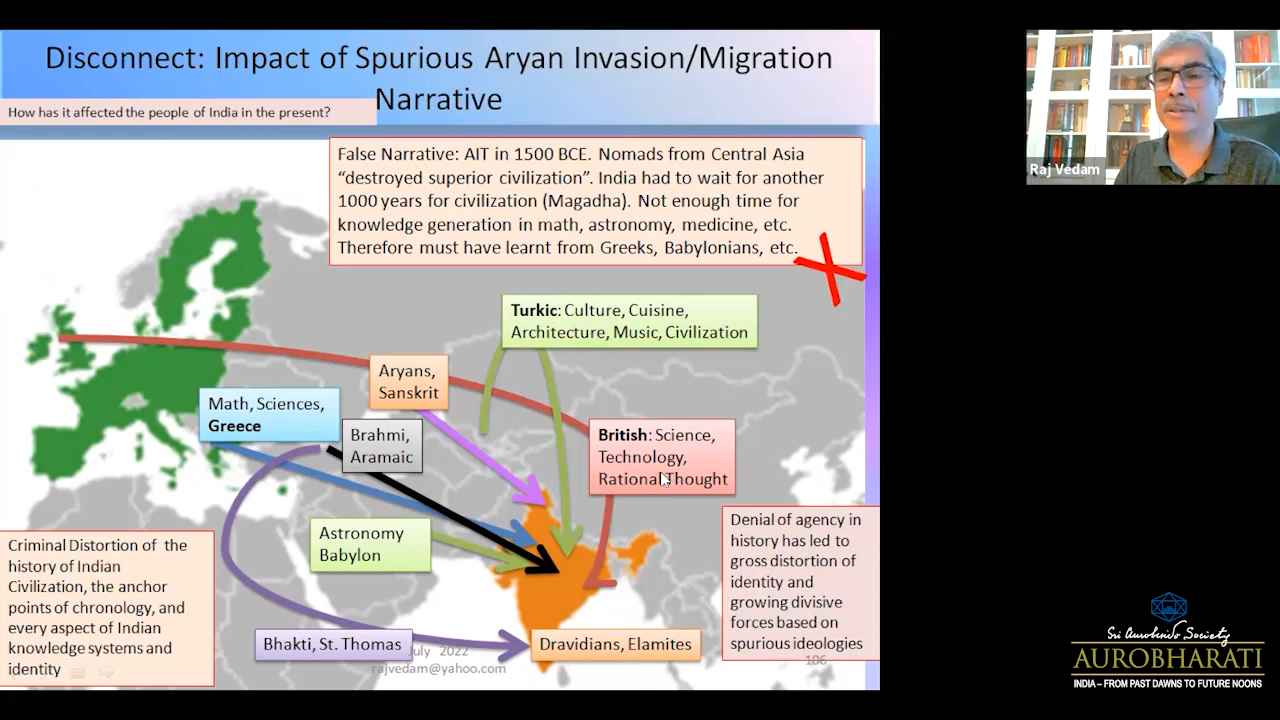 Disconnect: Impact of Spurious Aryan Invasion/Migration
Narrative
How has it affected the people of India in the present?
False Narrative: AIT in 1500 BCE. Nomads from Central Asia
“destroyed superior civilization”. India had to wait for another
1000 years for civilization (Magadha). Not enough time for
knowledge generation in math, astronomy, medicine, etc.
Therefore must have learnt from Greeks, Babylonians, etc.
Turkic: Culture, Cuisine,
Architecture, Music, Civilization
Aryans,
Sanskrit
Math, Sciences,
Greece
Brahmi,
Aramaic
British: Science,
Technology,
Rational Thought
Astronomy
Babylon
Criminal Distortion of the
history of Indian
Civilization, the anchor
points of chronology, and
every aspect of Indian
knowledge systems and
identity
Denial of agency in
history has led to
gross distortion of
identity and
growing divisive
forces based on
spurious ideologies
Bhakti, St. Thomas
Dravidians, Elamites
July 2022
rajvedam@yahoo.com
186
Raj Vedam
Sri Aurobindo Society
AUROBHARATI
INDIA – FROM PAST DAWNS TO FUTURE NOONS